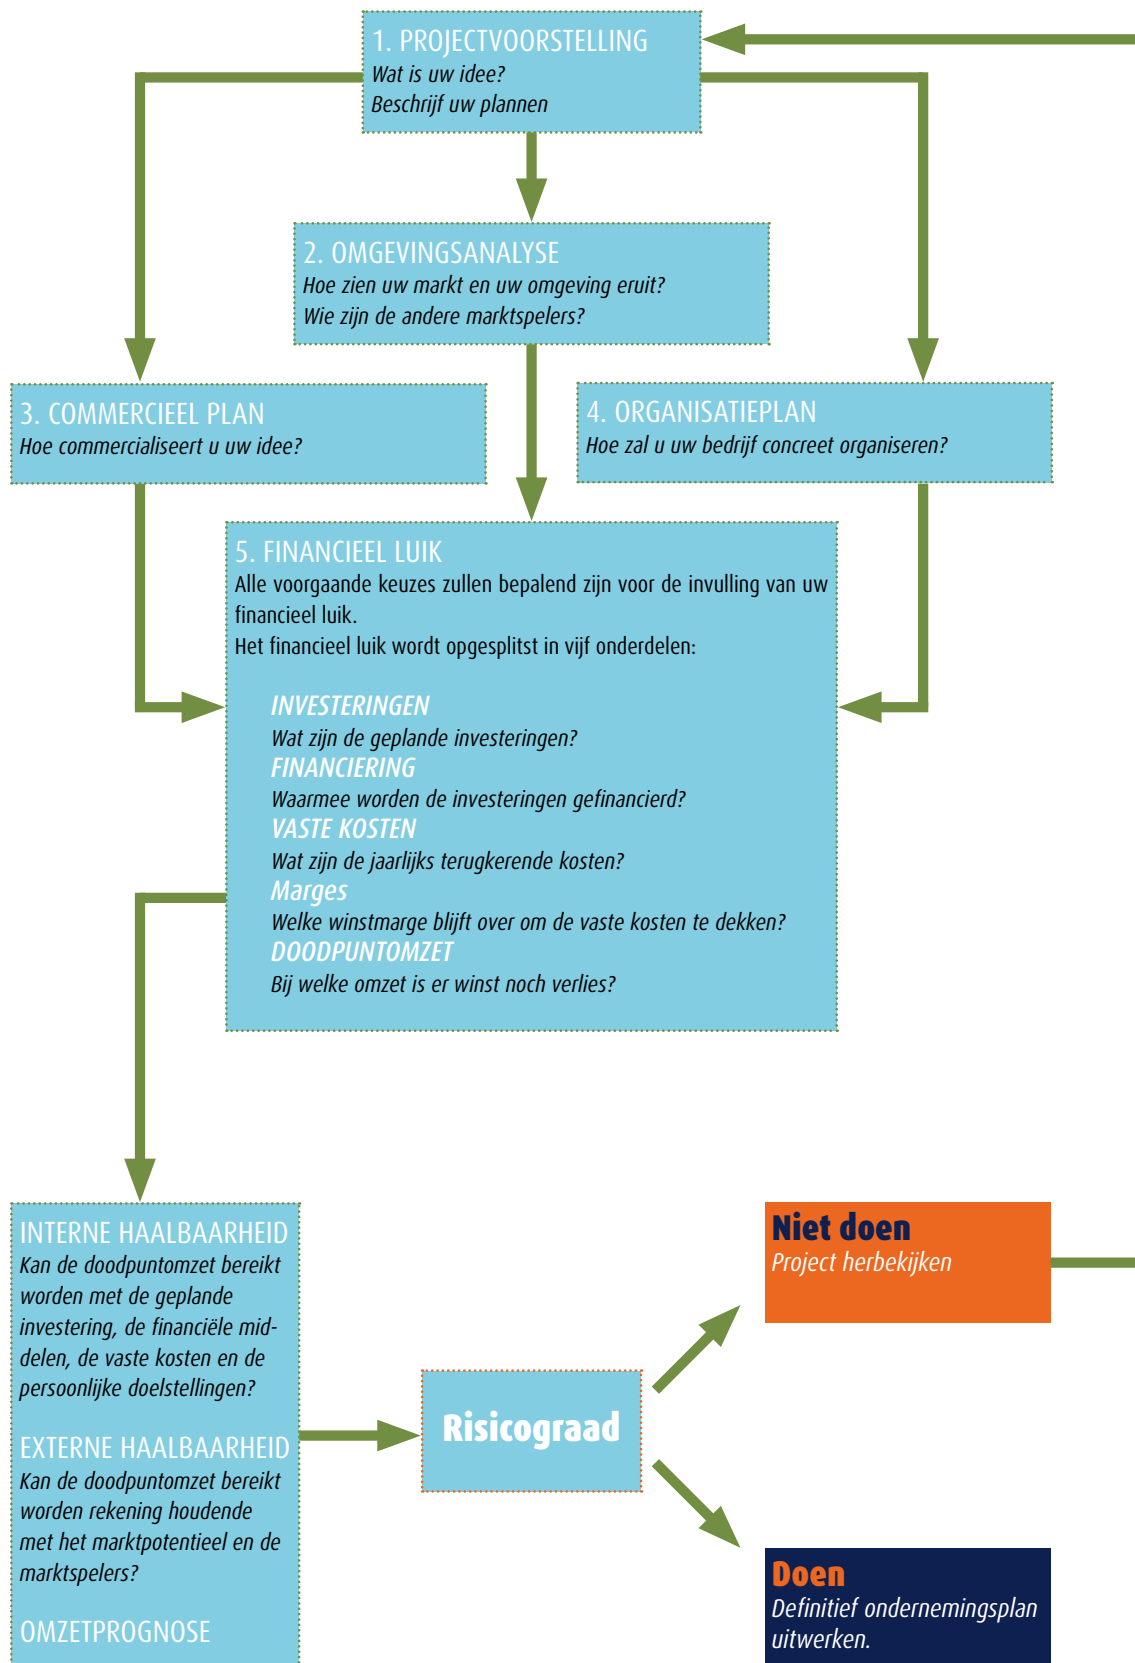 1. PROJECTVOORSTELLING
Wat is uw idee?
Beschrijf uw plannen
2. OMGEVINGSANALYSE
Hoe zien uw markt en uw omgeving eruit?
Wie zijn de andere marktspelers?
3. COMMERCIEEL PLAN
Hoe commercialiseert u uw idee?
4. ORGANISATIEPLAN
Hoe zal u uw bedrijf concreet organiseren?
5. FINANCIEEL LUIK
Alle voorgaande keuzes zullen bepalend zijn voor de invulling van uw
financieel luik.
Het financieel luik wordt opgesplitst in vijf onderdelen:
INVESTERINGEN
Wat zijn de geplande investeringen?
FINANCIERING
Waarmee worden de investeringen gefinancierd?
VASTE KOSTEN
Wat zijn de jaarlijks terugkerende kosten?
Marges
Welke winstmarge blijft over om de vaste kosten te dekken?
DOODPUNTOMZET
Bij welke omzet is er winst noch verlies?
INTERNE HAALBAARHEID
Kan de doodpuntomzet bereikt
worden met de geplande
investering, de financiële mid-
delen, de vaste kosten en de
persoonlijke doelstellingen?
EXTERNE HAALBAARHEID
Kan de doodpuntomzet bereikt
worden rekening houdende
met het marktpotentieel en de
marktspelers?
OMZETPROGNOSE
Risicograad
Niet doen
Project herbekijken
Doen
Definitief ondernemingsplan
uitwerken.